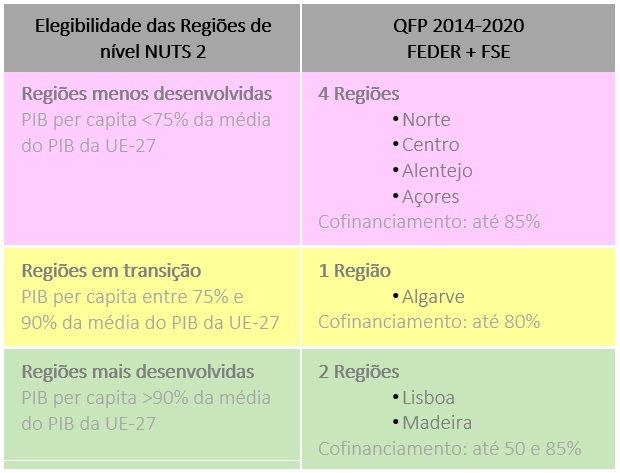 Elegibilidade das Regiões de
nível NUTS 2
QFP 2014-2020
FEDER + FSE
Regiões menos desenvolvidas
PIB per capita <75% da média
do PIB da UE-27
4 Regiões
•Norte
•Centro
•Alentejo
•Açores
Cofinanciamento: até 85%
Regiões em transição
PIB per capita entre 75% e
90% da média do PIB da UE-27
1 Região
•Algarve
Cofinanciamento: até 80%
Regiões mais desenvolvidas
PIB per capita >90% da média
do PIB da UE-27
2 Regiões
•Lisboa
•Madeira
Cofinanciamento: até 50 e 85%